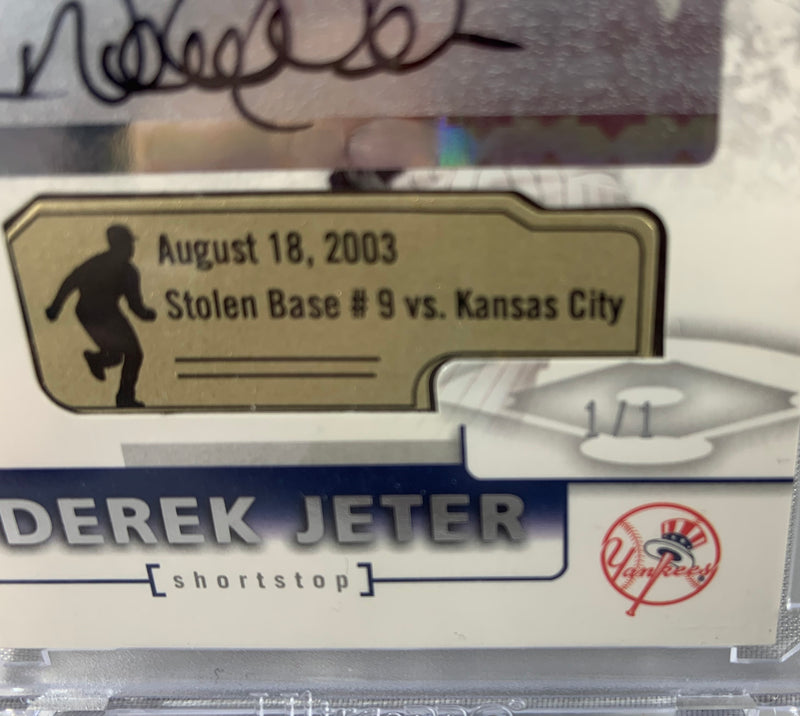 August 18, 2003
Stolen Base # 9 vs. Kansas City
1/1
DEREK JETER
[shortstop]
Yankees